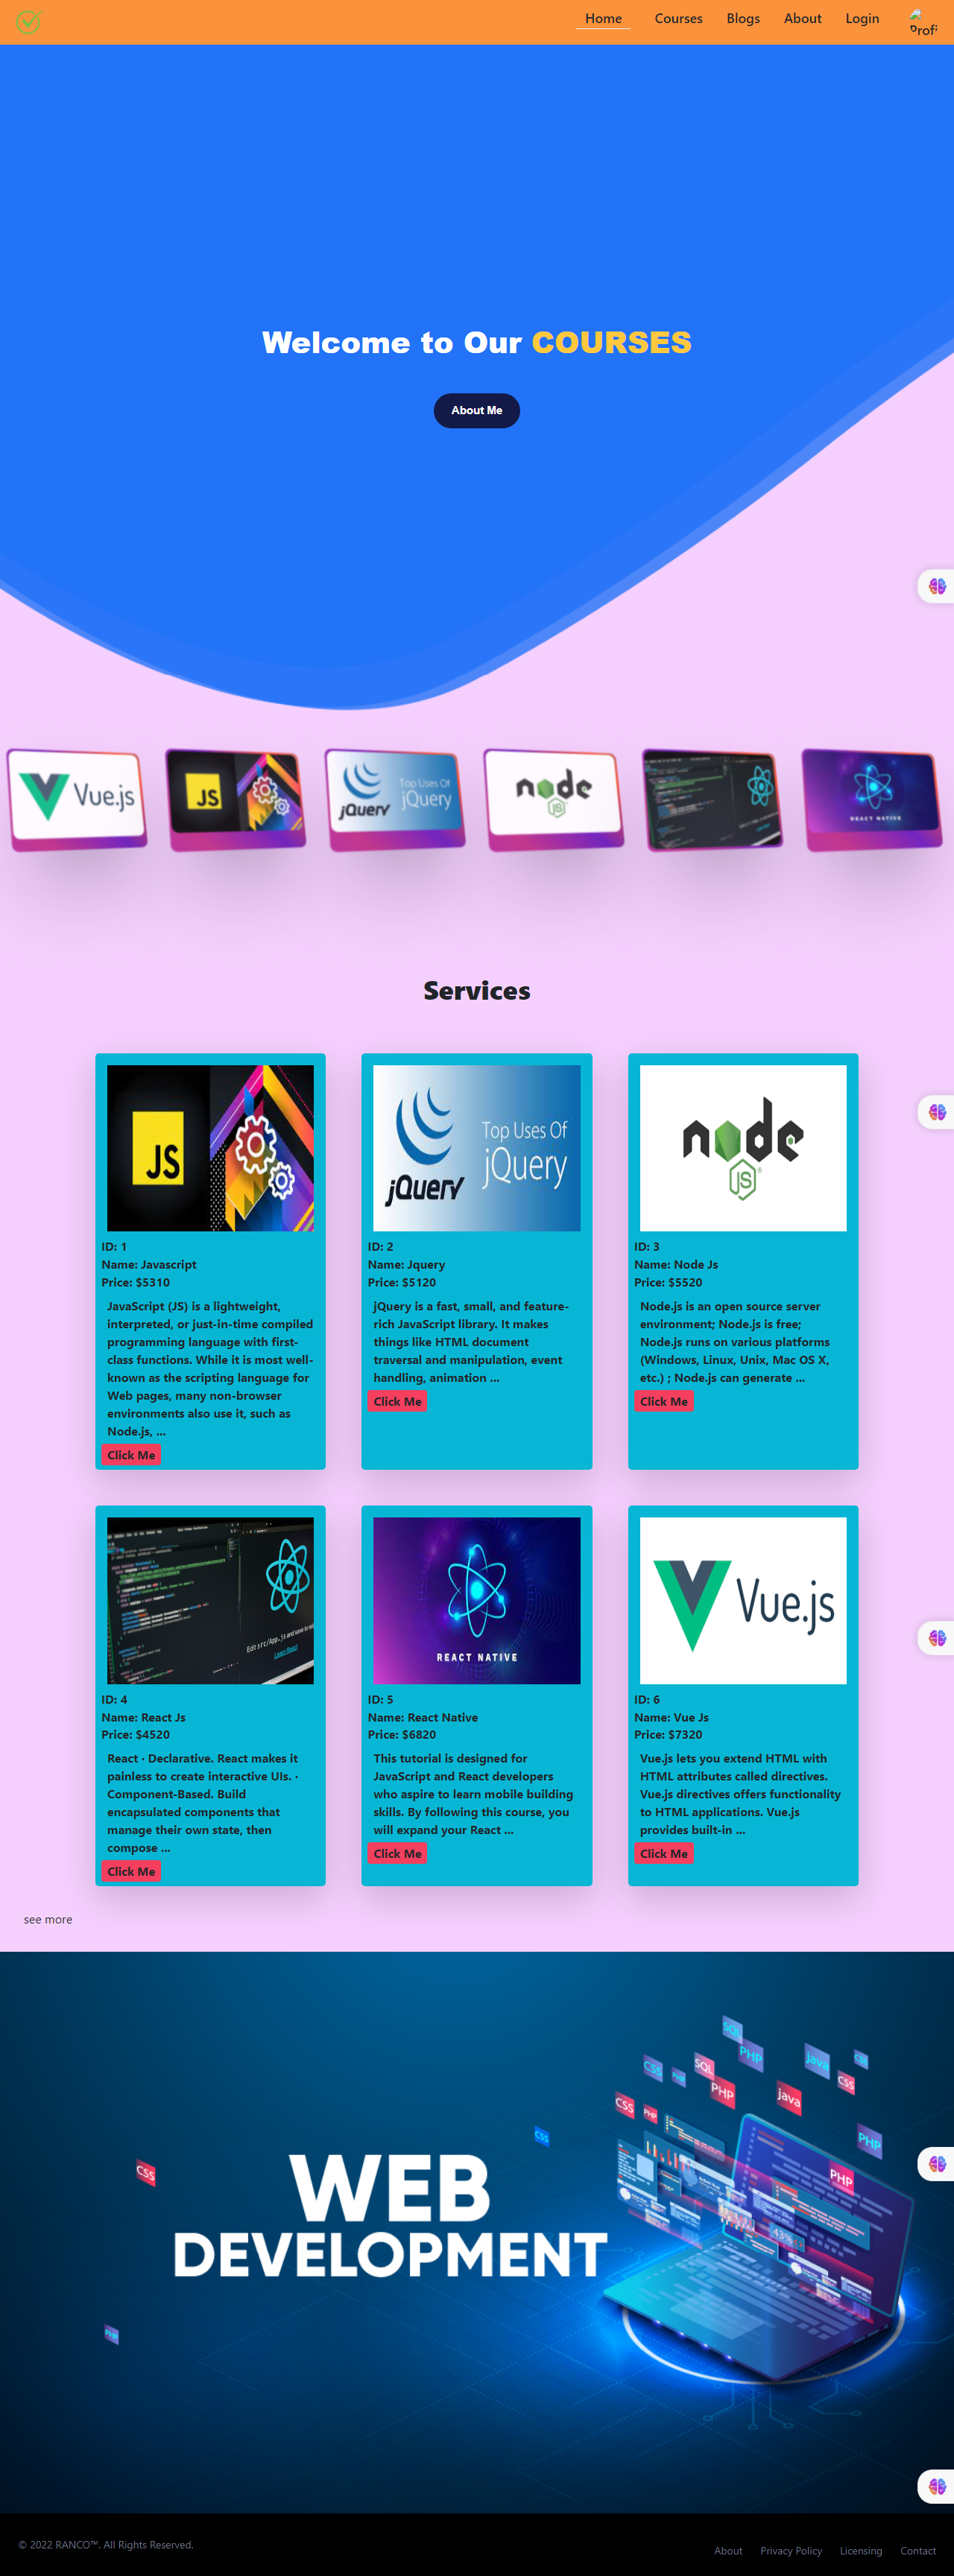 Home Courses Blogs About Login
Profi
Welcome to Our COURSES
About Me
Vue.js
JS
jQuery
Top Uses Of
jQuery
node
JS
REACT NATIVE
Services
JS
ID: 1
Name: Javascript
Price: $5310
JavaScript (JS) is a lightweight,
interpreted, or just-in-time compiled
programming language with first-
class functions. While it is most well-
known as the scripting language for
Web pages, many non-browser
environments also use it, such as
Node.js, ...
Click Me
jQuery
Top Uses Of
jQuery
ID: 2
Name: Jquery
Price: $5120
jQuery is a fast, small, and feature-
rich JavaScript library. It makes
things like HTML document
traversal and manipulation, event
handling, animation ...
Click Me
node
JS
ID: 3
Name: Node Js
Price: $5520
Node.js is an open source server
environment; Node.js is free;
Node.js runs on various platforms
(Windows, Linux, Unix, Mac OS X,
etc.) ; Node.js can generate ...
Click Me
Edit src/App.js and save to
Learn React
ID: 4
Name: React Js
Price: $4520
React · Declarative. React makes it
painless to create interactive UIs. ·
Component-Based. Build
encapsulated components that
manage their own state, then
compose ...
Click Me
REACT NATIVE
ID: 5
Name: React Native
Price: $6820
This tutorial is designed for
JavaScript and React developers
who aspire to learn mobile building
skills. By following this course, you
will expand your React ...
Click Me
Vue.js
ID: 6
Name: Vue Js
Price: $7320
Vue.js lets you extend HTML with
HTML attributes called directives.
Vue.js directives offers functionality
to HTML applications. Vue.js
provides built-in ...
Click Me
see more
SQL
PHP
java
CSS
CSS
PHP
SQL
PHP
CSS
java
CSS
PHP
CSS
PHP
CSS
PHP
WEB
DEVELOPMENT
43%
PHP
© 2022 RANCO™. All Rights Reserved.
About Privacy Policy Licensing Contact